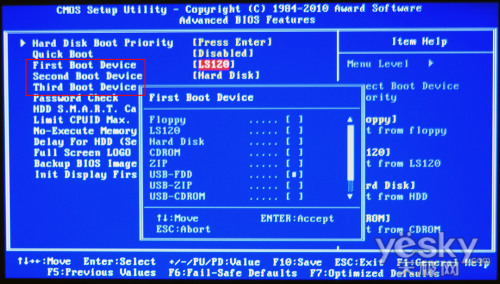 CMOS Setup Utility - Copyright (C) 1984-2010 Award Software
Advanced BIOS Features
Hard Disk Boot Priority [Press Enter]
Quick Boot [Disabled]
First Boot Device [LS120]
Second Boot Device [Hard Disk]
Third Boot Device
Password Check
HDD S.M.A.R.T. Ca
Limit CPUID Max.
No-Execute Memory
Delay For HDD (Se
Full Screen LOGO
Backup BIOS Image
Init Display Firs
Item Help
Menu Level
ect Boot Device
ority
oppy]
t from floppy
120]
t from LS120
rd Disk]
t from HDD
ROM]
t from CDROM
First Boot Device
Floppy ..... [ ]
LS120 ..... [ ]
Hard Disk ..... [ ]
CDROM ..... [ ]
ZIP ..... [ ]
USB-FDD ..... [■]
USB-ZIP ..... [ ]
USB-CDROM ..... [ ]
↑↓:Move ENTER:Accept
ESC:Abort
↑↓→←:Move Enter:Select +/-/PU/PD:Value F10:Save ESC:Exit F1:General Help
F5:Previous Values F6:Fail-Safe Defaults F7:Optimized Defaults
yesky
天极网